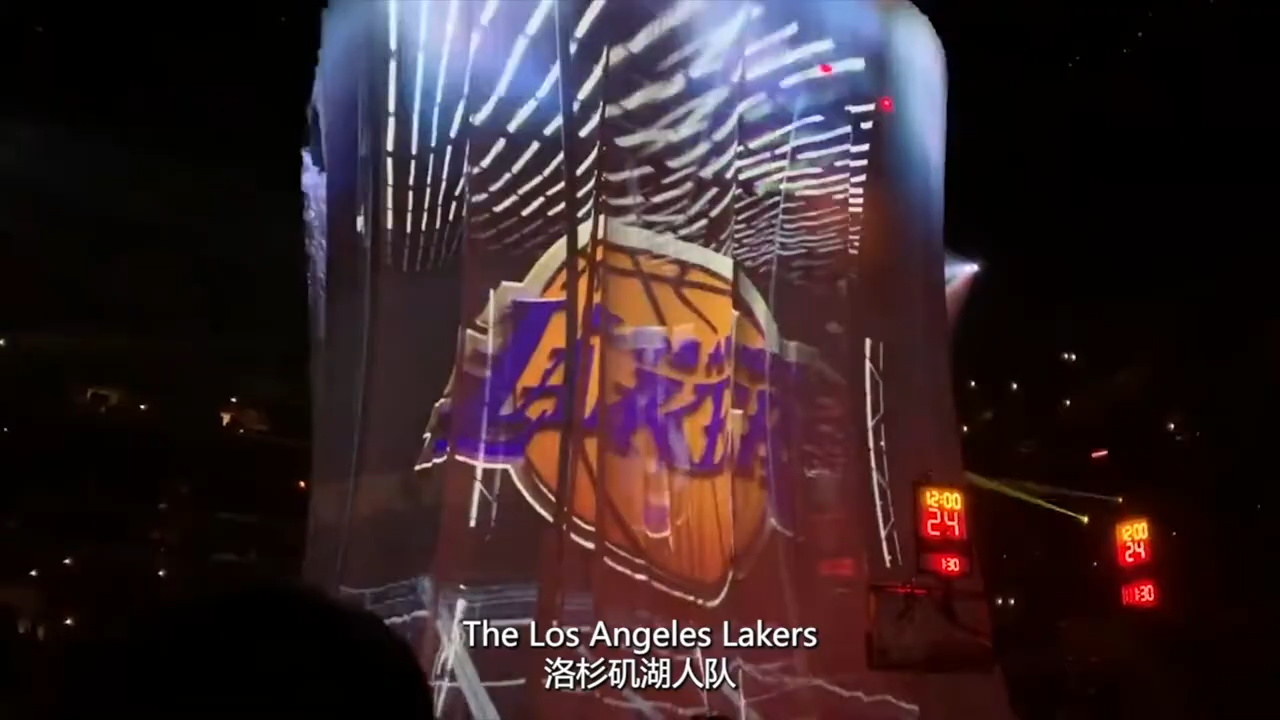 LAKERS
12:00
24
1:30
12:00
24
1:30
The Los Angeles Lakers
洛杉矶湖人队